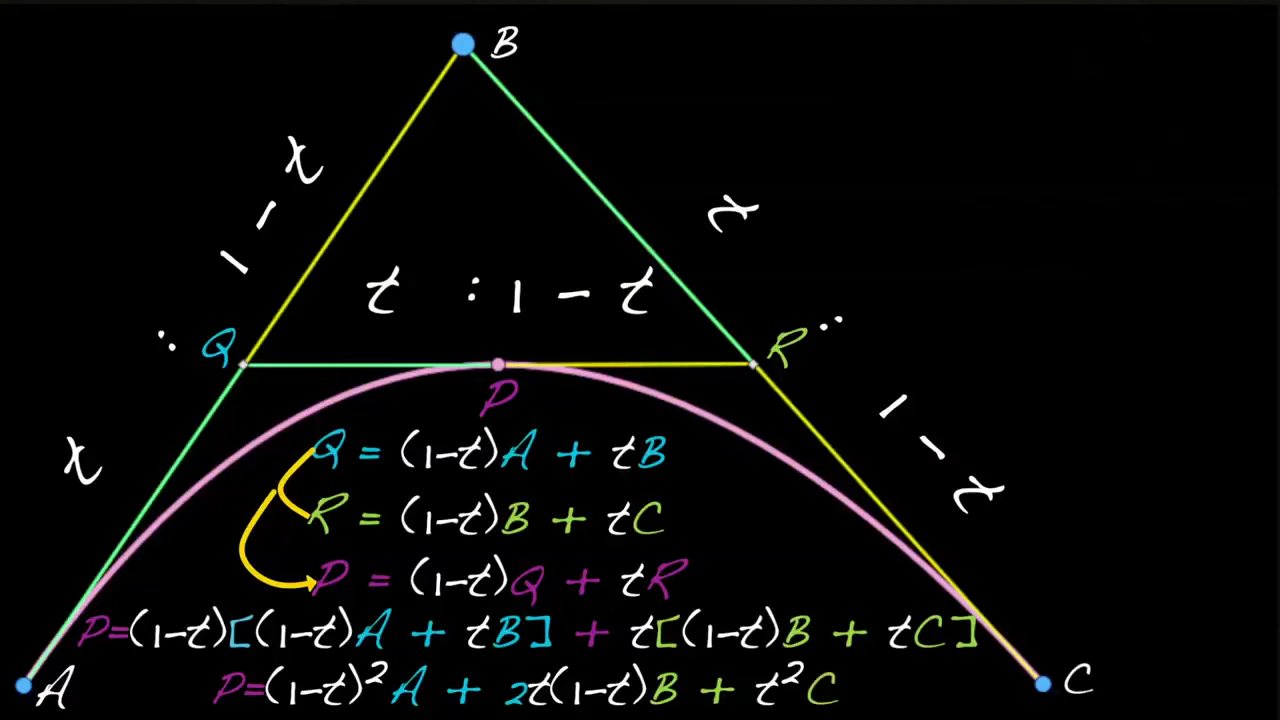 B
1 - t
t
t : 1 - t
:
Q
R
:
P
t
1 - t
Q = (1-t)A + tB
R = (1-t)B + tC
P = (1-t)Q + tR
P=(1-t)[(1-t)A + tB] + t[(1-t)B + tC]
A
P=(1-t)²A + 2t(1-t)B + t²C
C